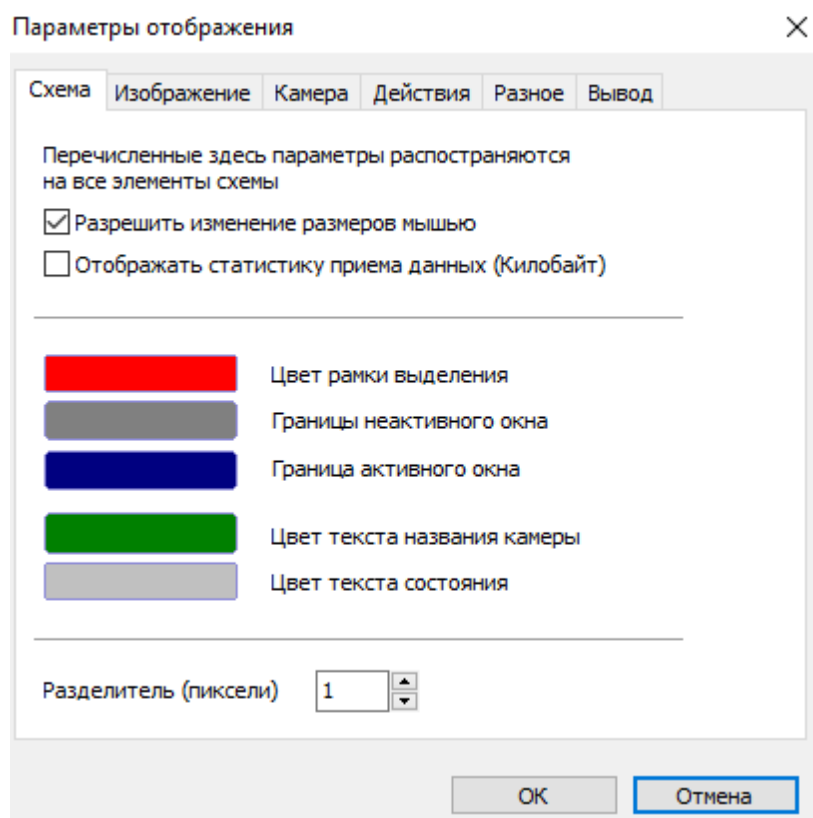 Параметры отображения
Схема Изображение Камера Действия Разное Вывод
Перечисленные здесь параметры распостраняются
на все элементы схемы
Разрешить изменение размеров мышью
Отображать статистику приема данных (Килобайт)
Цвет рамки выделения
Границы неактивного окна
Граница активного окна
Цвет текста названия камеры
Цвет текста состояния
Разделитель (пиксели) 1
ОК Отмена